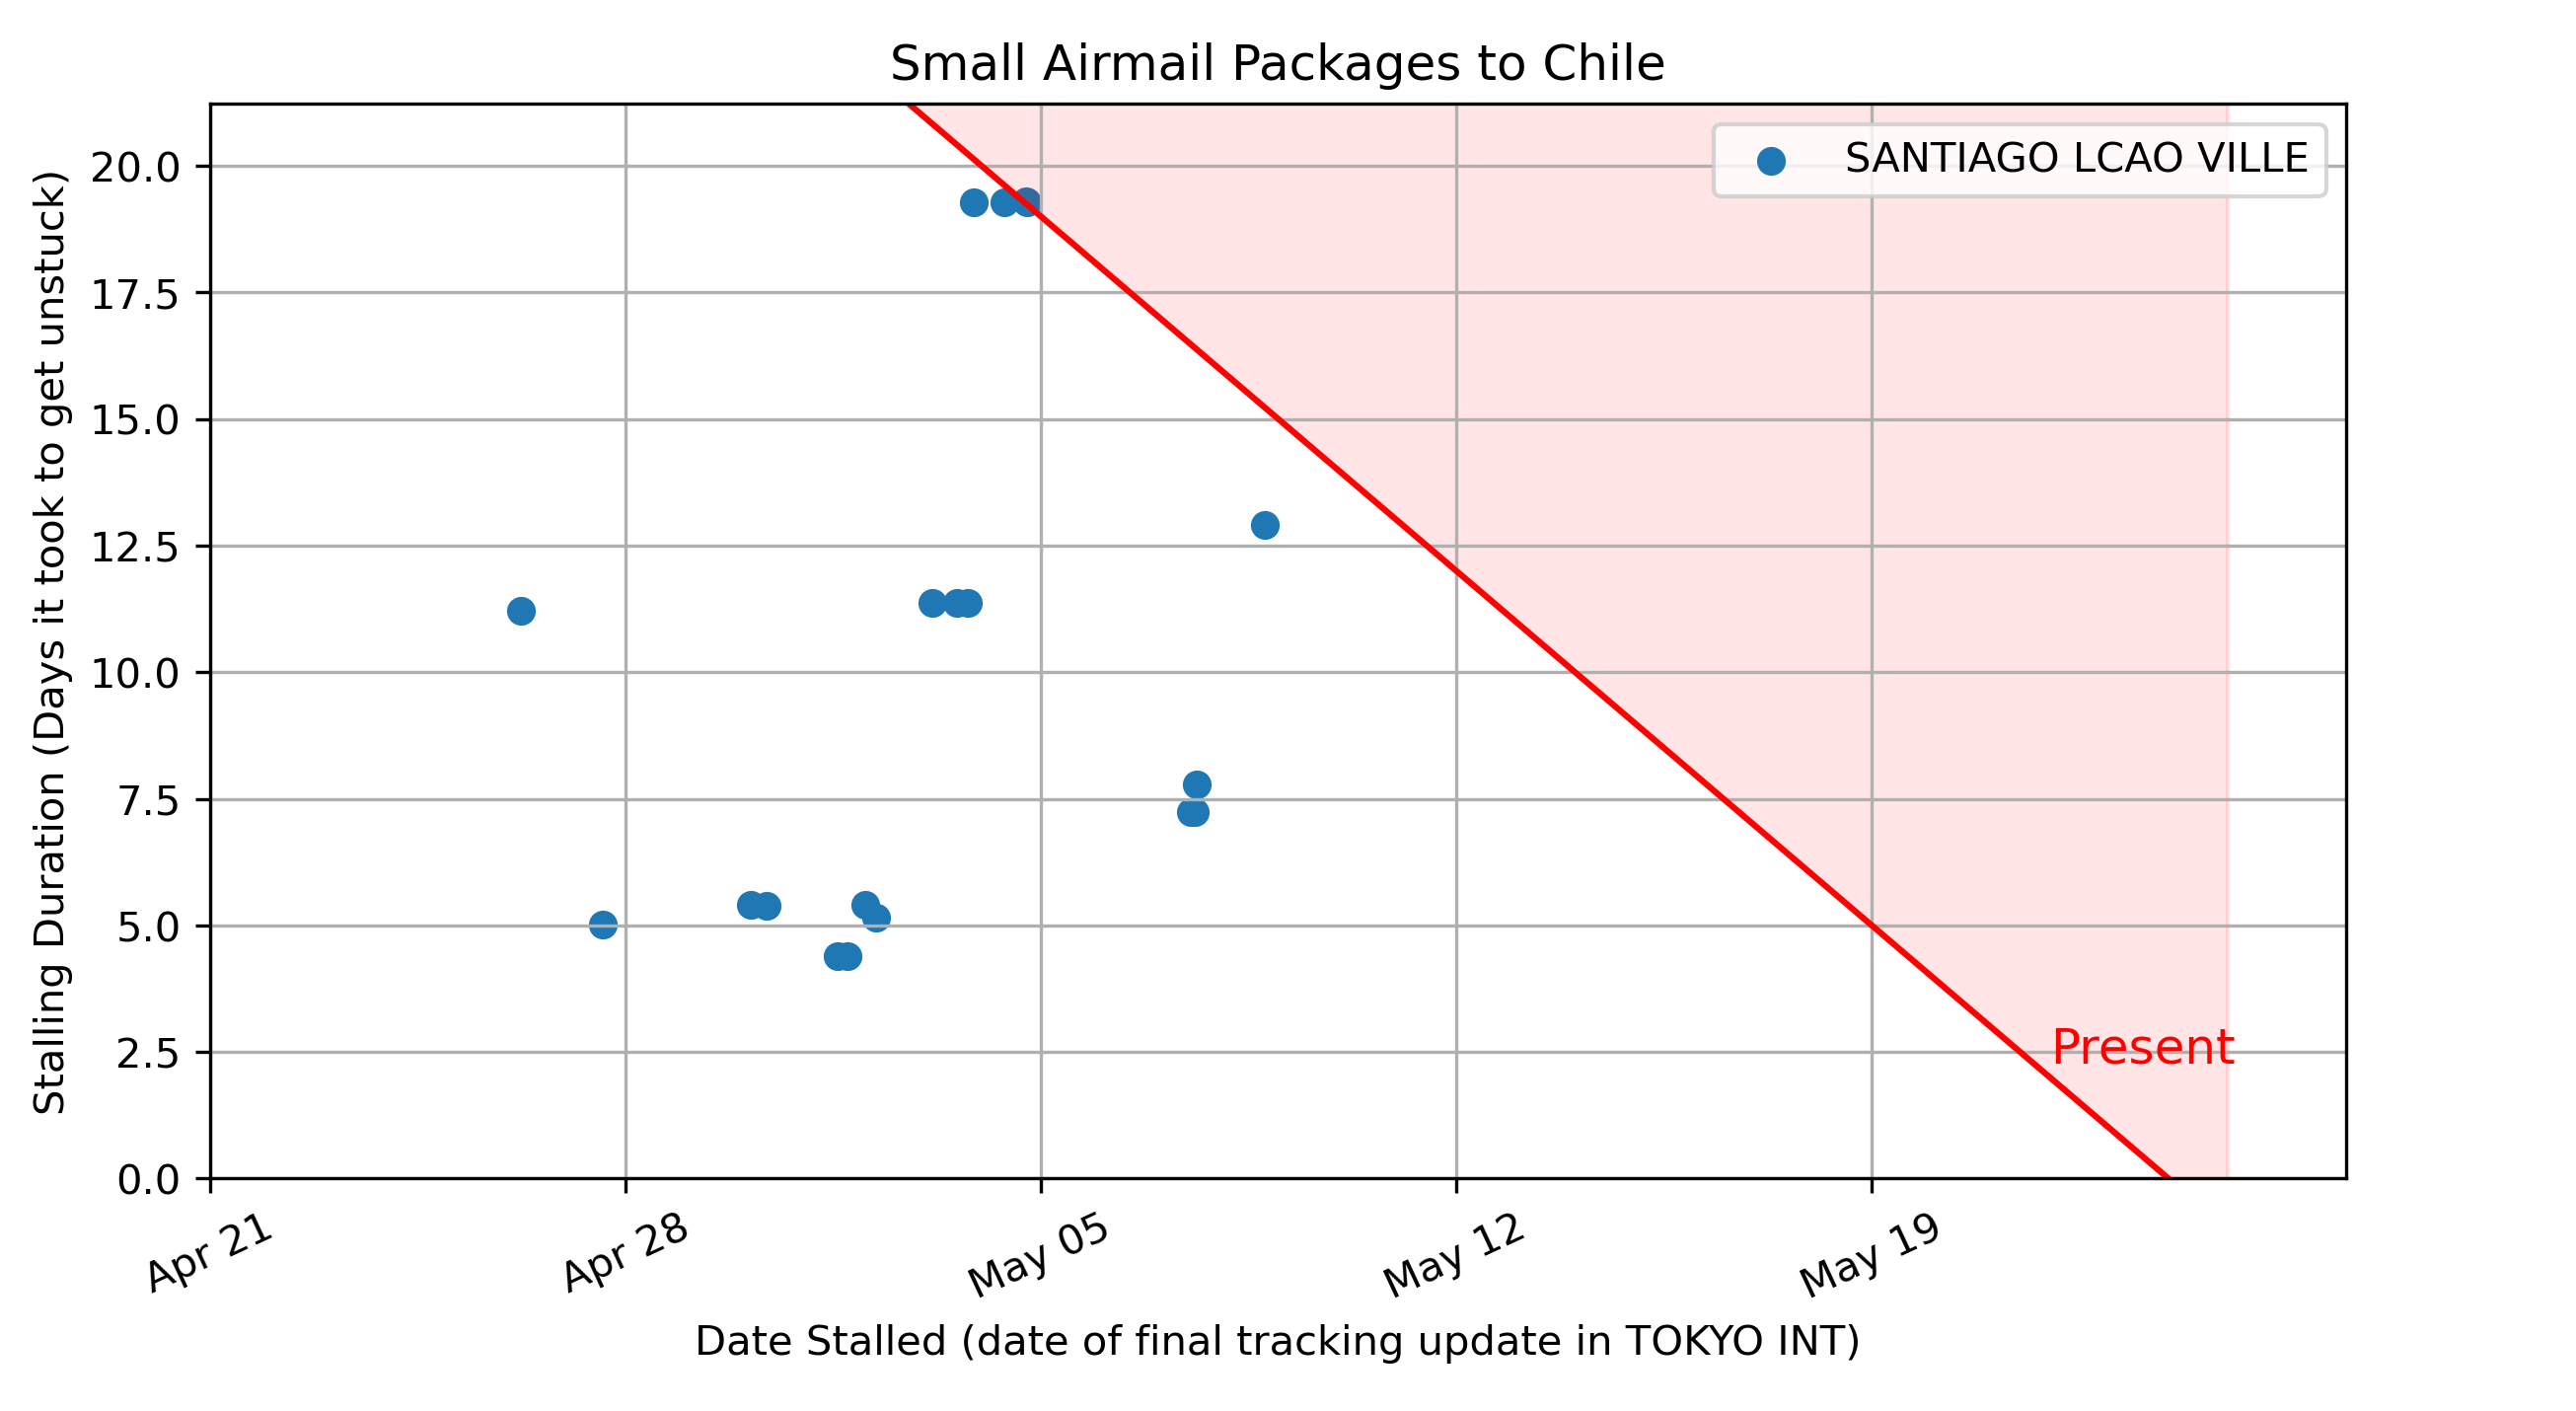 Small Airmail Packages to Chile
SANTIAGO LCAO VILLE
Stalling Duration (Days it took to get unstuck)
20.0
17.5
15.0
12.5
10.0
7.5
5.0
2.5
0.0
Present
Apr 21
Apr 28
May 05
May 12
May 19
Date Stalled (date of final tracking update in TOKYO INT)